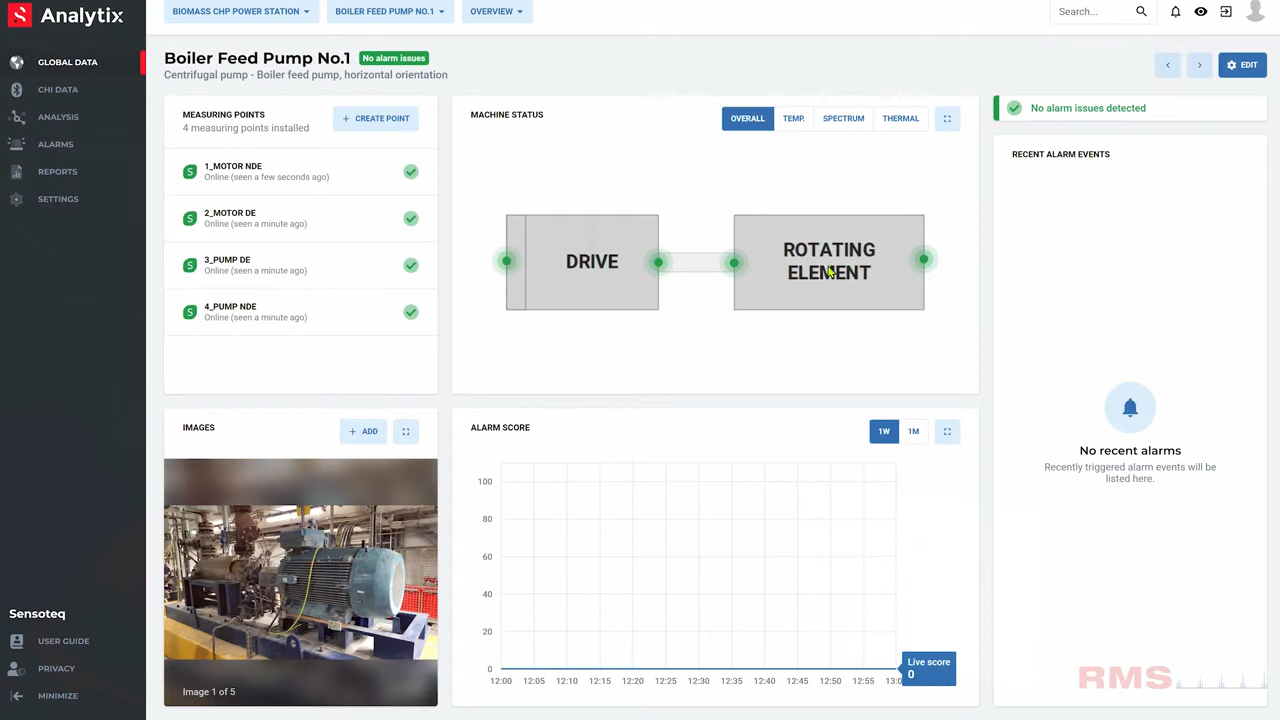 Analytix
BIOMASS CHP POWER STATION
BOILER FEED PUMP NO.1
OVERVIEW
Search...
GLOBAL DATA
CHI DATA
ANALYSIS
ALARMS
REPORTS
SETTINGS
Boiler Feed Pump No.1
No alarm issues
Centrifugal pump - Boiler feed pump, horizontal orientation
EDIT
MEASURING POINTS
4 measuring points installed
CREATE POINT
1_MOTOR NDE
Online (seen a few seconds ago)
2_MOTOR DE
Online (seen a minute ago)
3_PUMP DE
Online (seen a minute ago)
4_PUMP NDE
Online (seen a minute ago)
MACHINE STATUS
OVERALL
TEMP.
SPECTRUM
THERMAL
DRIVE
ROTATING
ELEMENT
No alarm issues detected
RECENT ALARM EVENTS
No recent alarms
Recently triggered alarm events will be
listed here.
IMAGES
ADD
Image 1 of 5
ALARM SCORE
1W
1M
100
80
60
40
20
0
12:00 12:05 12:10 12:15 12:20 12:25 12:30 12:35 12:40 12:45 12:50 12:55
Live score
0
Sensoteq
USER GUIDE
PRIVACY
MINIMIZE
RMS